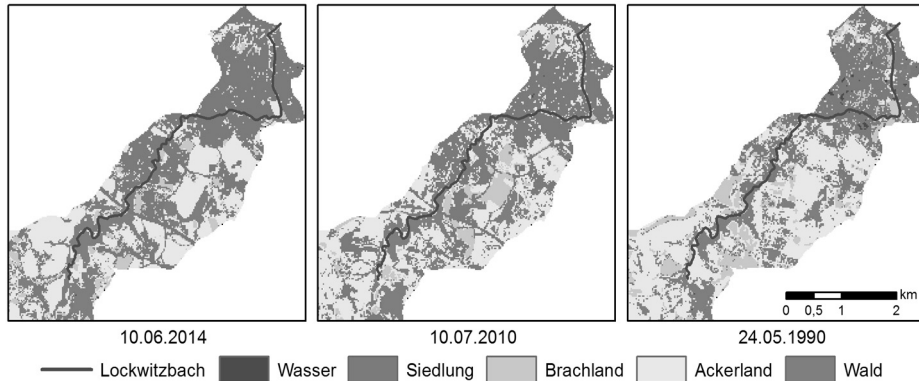 km
0 0,5 1 2
10.06.2014 10.07.2010 24.05.1990
Lockwitzbach Wasser Siedlung Brachland Ackerland Wald